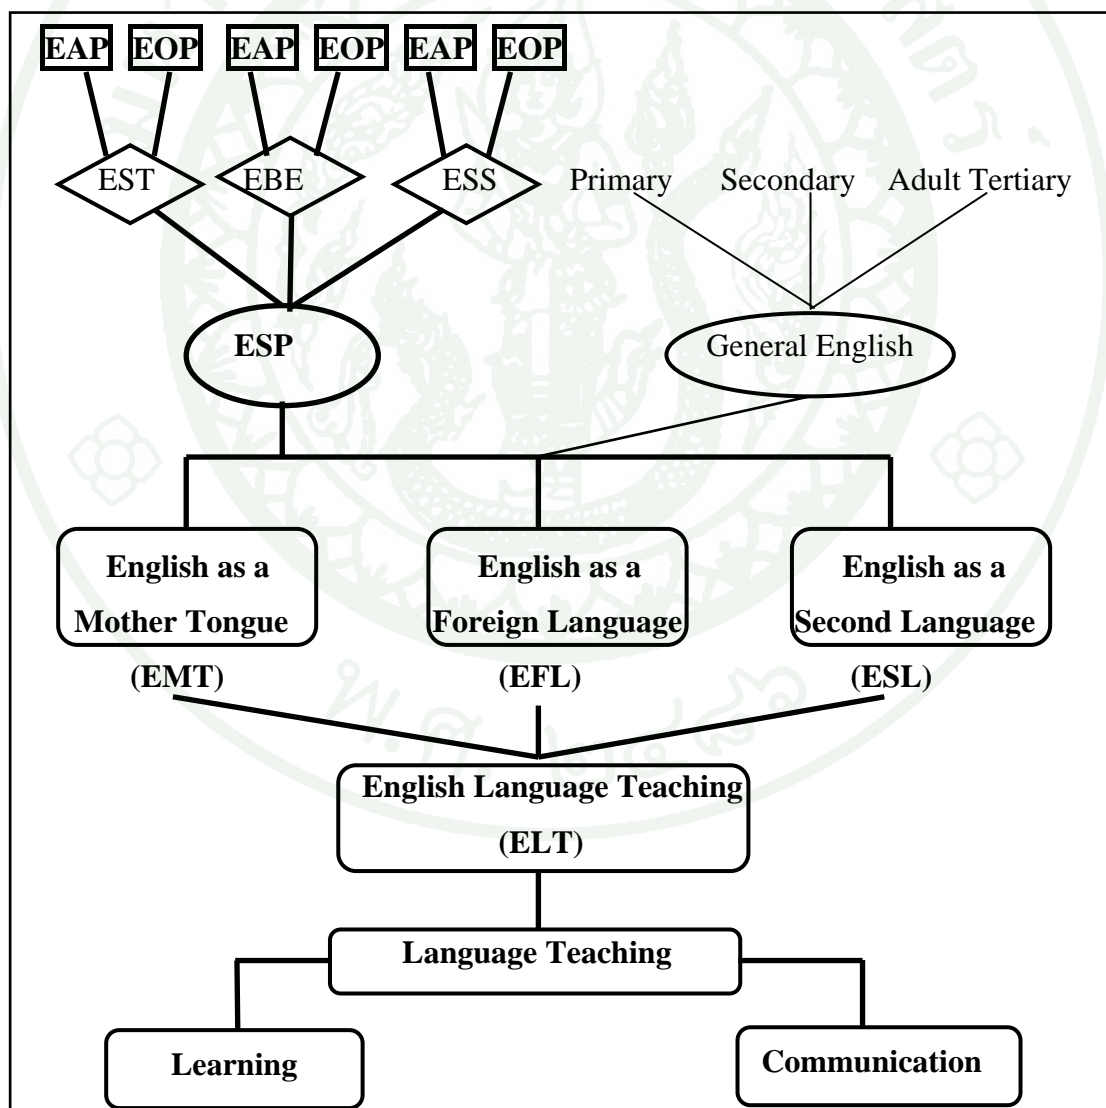 EAP EOP EAP EOP EAP EOP
EST EBE ESS Primary Secondary Adult Tertiary
ESP General English
English as a English as a English as a
Mother Tongue Foreign Language Second Language
(EMT) (EFL) (ESL)
English Language Teaching
(ELT)
Language Teaching
Learning Communication